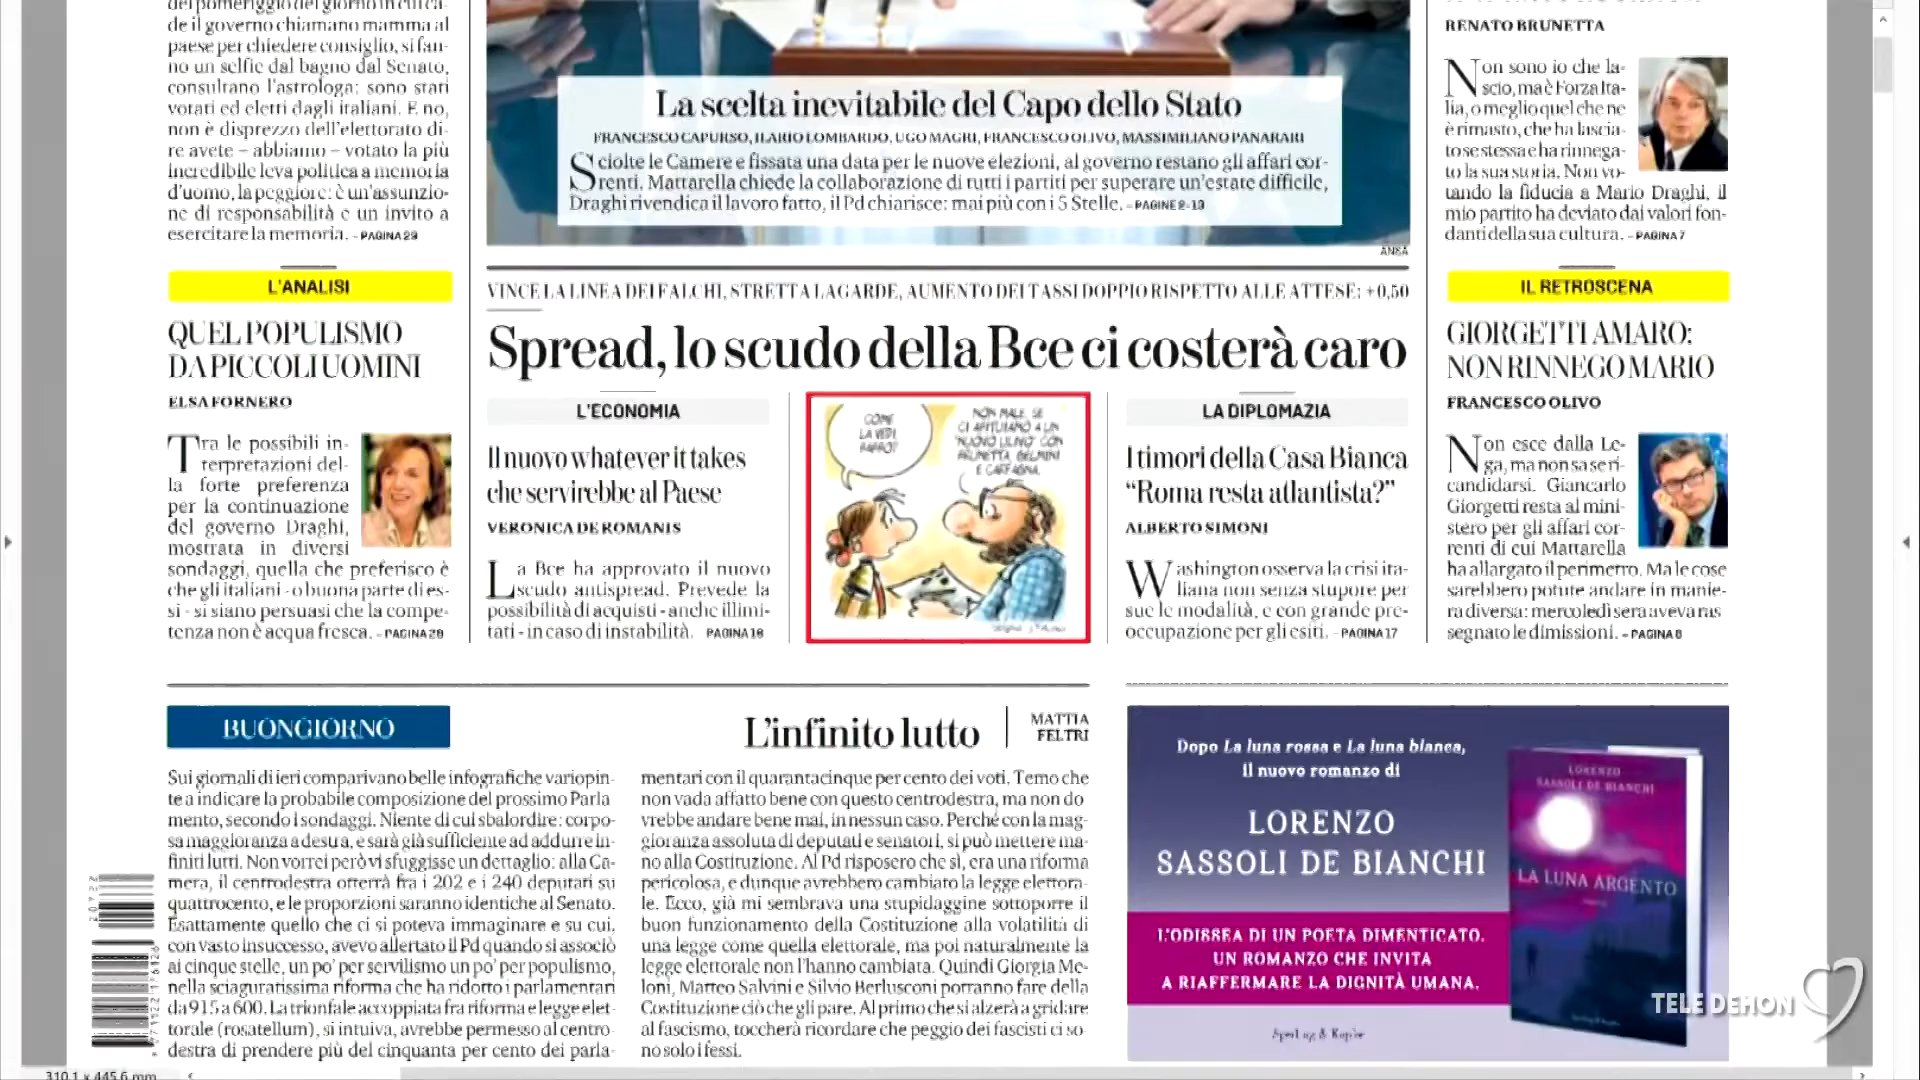 del pomeriggio del giorno in cui ca-
de il governo chiamano mamma al
paese per chiedere consiglio, si fan-
no un selfie dal bagno dal Senato,
consultano l'astrologa: sono stati
votati ed eletti dagli italiani. E no,
non è disprezzo dell'elettorato di-
re avete – abbiamo – votato la più
incredibile leva politica a memoria
d'uomo, la peggiore: è un'assunzio-
ne di responsabilità e un invito a
esercitare la memoria. – PAGINA 29
L'ANALISI
QUEL POPULISMO
DA PICCOLI UOMINI
ELSA FORNERO
Tra le possibili in-
terpretazioni del-
la forte preferenza
per la continuazione
del governo Draghi,
mostrata in diversi
sondaggi, quella che preferisco è
che gli italiani - o buona parte di es-
si - si siano persuasi che la compe-
tenza non è acqua fresca. – PAGINA 28
La scelta inevitabile del Capo dello Stato
FRANCESCO CAPURSO, ILARIO LOMBARDO, UGO MAGRI, FRANCESCO OLIVO, MASSIMILIANO PANARARI
Sciolte le Camere e fissata una data per le nuove elezioni, al governo restano gli affari cor-
renti. Mattarella chiede la collaborazione di tutti i partiti per superare un'estate difficile,
Draghi rivendica il lavoro fatto, il Pd chiarisce: mai più con i 5 Stelle. – PAGINE 2-13
ANSA
VINCE LA LINEA DEI FALCHI, STRETTA LAGARDE, AUMENTO DEI TASSI DOPPIO RISPETTO ALLE ATTESE: +0,50
Spread, lo scudo della Bce ci costerà caro
L'ECONOMIA
Il nuovo whatever it takes
che servirebbe al Paese
VERONICA DE ROMANIS
La Bce ha approvato il nuovo
scudo antispread. Prevede la
possibilità di acquisti - anche illimi-
tati - in caso di instabilità. PAGINA 16
COME
LA VEDI
NON MALE. SE
CI AFFIDIAMO A UN
"NUOVO ULIVO" CON
BRUNETTA, GELMINI
E CARFAGNA.
LA DIPLOMAZIA
I timori della Casa Bianca
“Roma resta atlantista?”
ALBERTO SIMONI
Washington osserva la crisi ita-
liana non senza stupore per
sue le modalità, e con grande pre-
occupazione per gli esiti. – PAGINA 17
RENATO BRUNETTA
Non sono io che la-
scio, ma è Forza Ita-
lia, o meglio quel che ne
è rimasto, che ha lascia-
to se stessa e ha rinnega-
to la sua storia. Non vo-
tando la fiducia a Mario Draghi, il
mio partito ha deviato dai valori fon-
danti della sua cultura. – PAGINA 7
IL RETROSCENA
GIORGETTI AMARO:
NON RINNEGO MARIO
FRANCESCO OLIVO
Non esce dalla Le-
ga, ma non sa se ri-
candidarsi. Giancarlo
Giorgetti resta al mini-
stero per gli affari cor-
renti di cui Mattarella
ha allargato il perimetro. Ma le cose
sarebbero potute andare in manie-
ra diversa: mercoledì sera aveva ras
segnato le dimissioni. – PAGINA 8
BUONGIORNO
L'infinito lutto
MATTIA
FELTRI
Sui giornali di ieri comparivano belle infografiche variopin-
te a indicare la probabile composizione del prossimo Parla
mento, secondo i sondaggi. Niente di cui sbalordire: corpo-
sa maggioranza a destra, e sarà già sufficiente ad addurre in-
finiti lutti. Non vorrei però vi sfuggisse un dettaglio: alla Ca-
mera, il centrodestra otterrà fra i 202 e i 240 deputati su
quattrocento, e le proporzioni saranno identiche al Senato.
Esattamente quello che ci si poteva immaginare e su cui,
con vasto insuccesso, avevo allertato il Pd quando si associò
ai cinque stelle, un po' per servilismo un po' per populismo,
nella sciaguratissima riforma che ha ridotto i parlamentari
da 915 a 600. La trionfale accoppiata fra riforma e legge elet-
torale (rosatellum), si intuiva, avrebbe permesso al centro-
destra di prendere più del cinquanta per cento dei parla-
mentari con il quarantacinque per cento dei voti. Temo che
non vada affatto bene con questo centrodestra, ma non do
vrebbe andare bene mai, in nessun caso. Perché con la mag-
gioranza assoluta di deputati e senatori, si può mettere ma-
no alla Costituzione. Al Pd risposero che sì, era una riforma
pericolosa, e dunque avrebbero cambiato la legge elettora-
le. Ecco, già mi sembrava una stupidaggine sottoporre il
buon funzionamento della Costituzione alla volatilità di
una legge come quella elettorale, ma poi naturalmente la
legge elettorale non l'hanno cambiata. Quindi Giorgia Me-
loni, Matteo Salvini e Silvio Berlusconi potranno fare della
Costituzione ciò che gli pare. Al primo che si alzerà a gridare
al fascismo, toccherà ricordare che peggio dei fascisti ci so-
no solo i fessi.
Dopo La luna rossa e La luna bianca,
il nuovo romanzo di
LORENZO
SASSOLI DE BIANCHI
L'ODISSEA DI UN POETA DIMENTICATO.
UN ROMANZO CHE INVITA
A RIAFFERMARE LA DIGNITÀ UMANA.
Sperling & Kupfer
LORENZO
SASSOLI DE BIANCHI
LA LUNA ARGENTO
TELE DEHON
310,1 x 445,6 mm